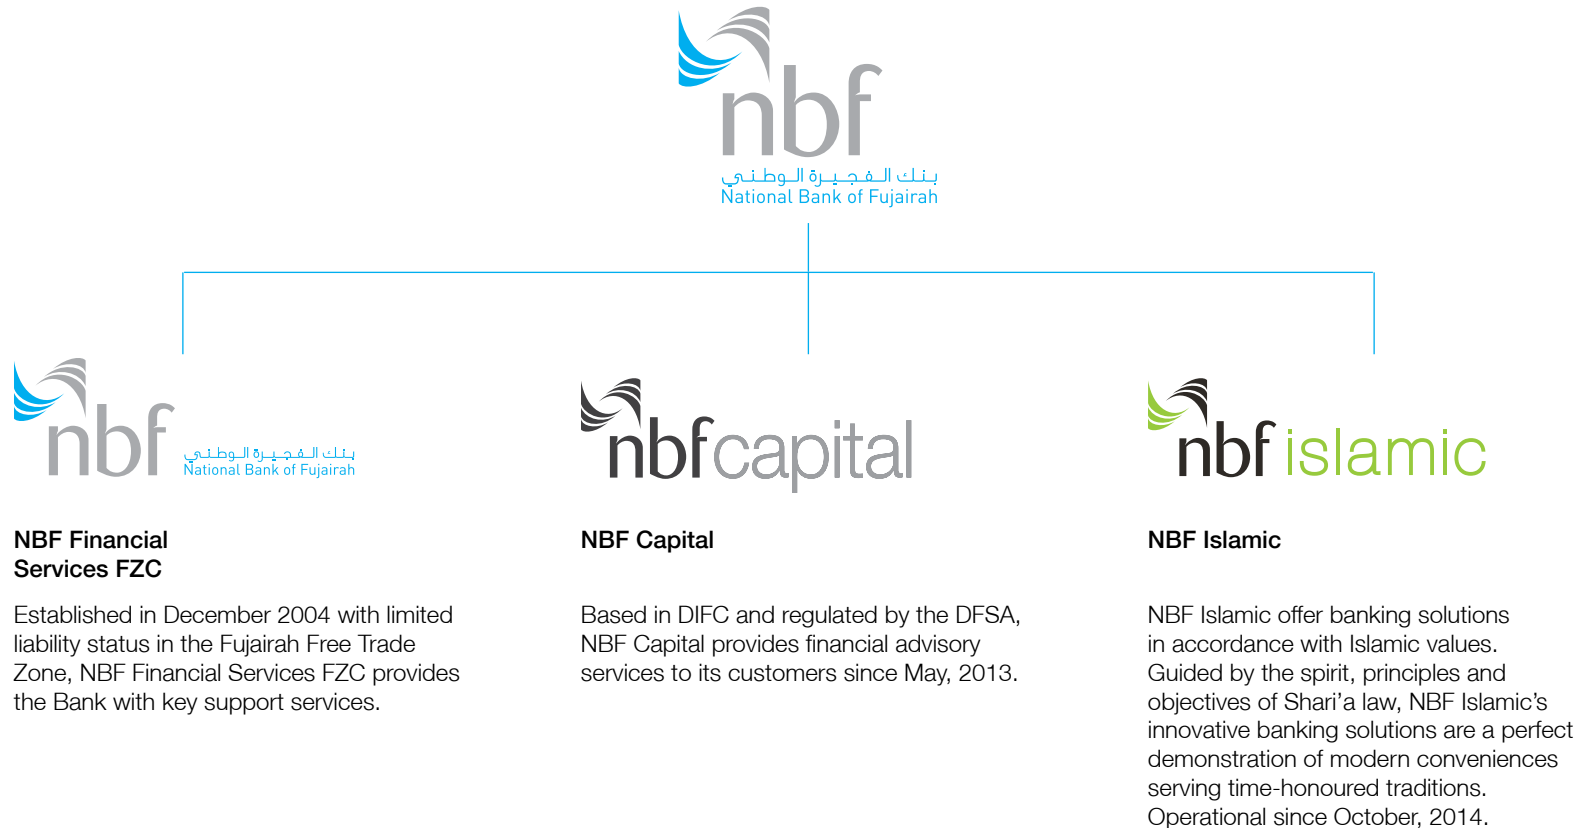 nbf
بنك الفجيرة الوطني
National Bank of Fujairah
nbf
بنك الفجيرة الوطني
National Bank of Fujairah
nbfcapital
nbf islamic
NBF Financial
Services FZC
Established in December 2004 with limited
liability status in the Fujairah Free Trade
Zone, NBF Financial Services FZC provides
the Bank with key support services.
NBF Capital
Based in DIFC and regulated by the DFSA,
NBF Capital provides financial advisory
services to its customers since May, 2013.
NBF Islamic
NBF Islamic offer banking solutions
in accordance with Islamic values.
Guided by the spirit, principles and
objectives of Shari’a law, NBF Islamic’s
innovative banking solutions are a perfect
demonstration of modern conveniences
serving time-honoured traditions.
Operational since October, 2014.